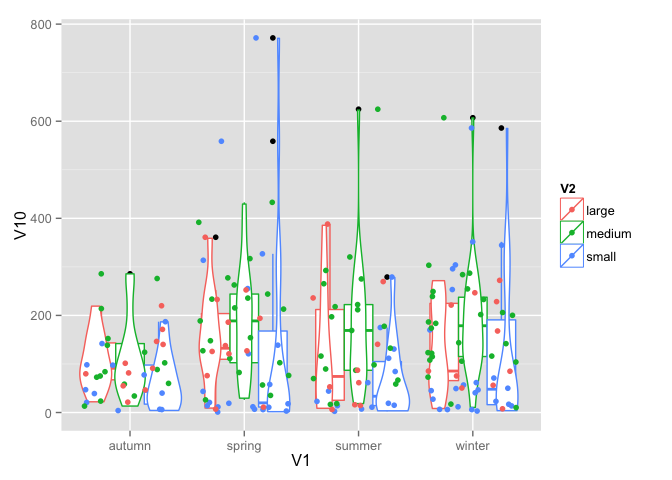 800
600
400
200
0
V10
autumn
spring
summer
winter
V1
V2
large
medium
small